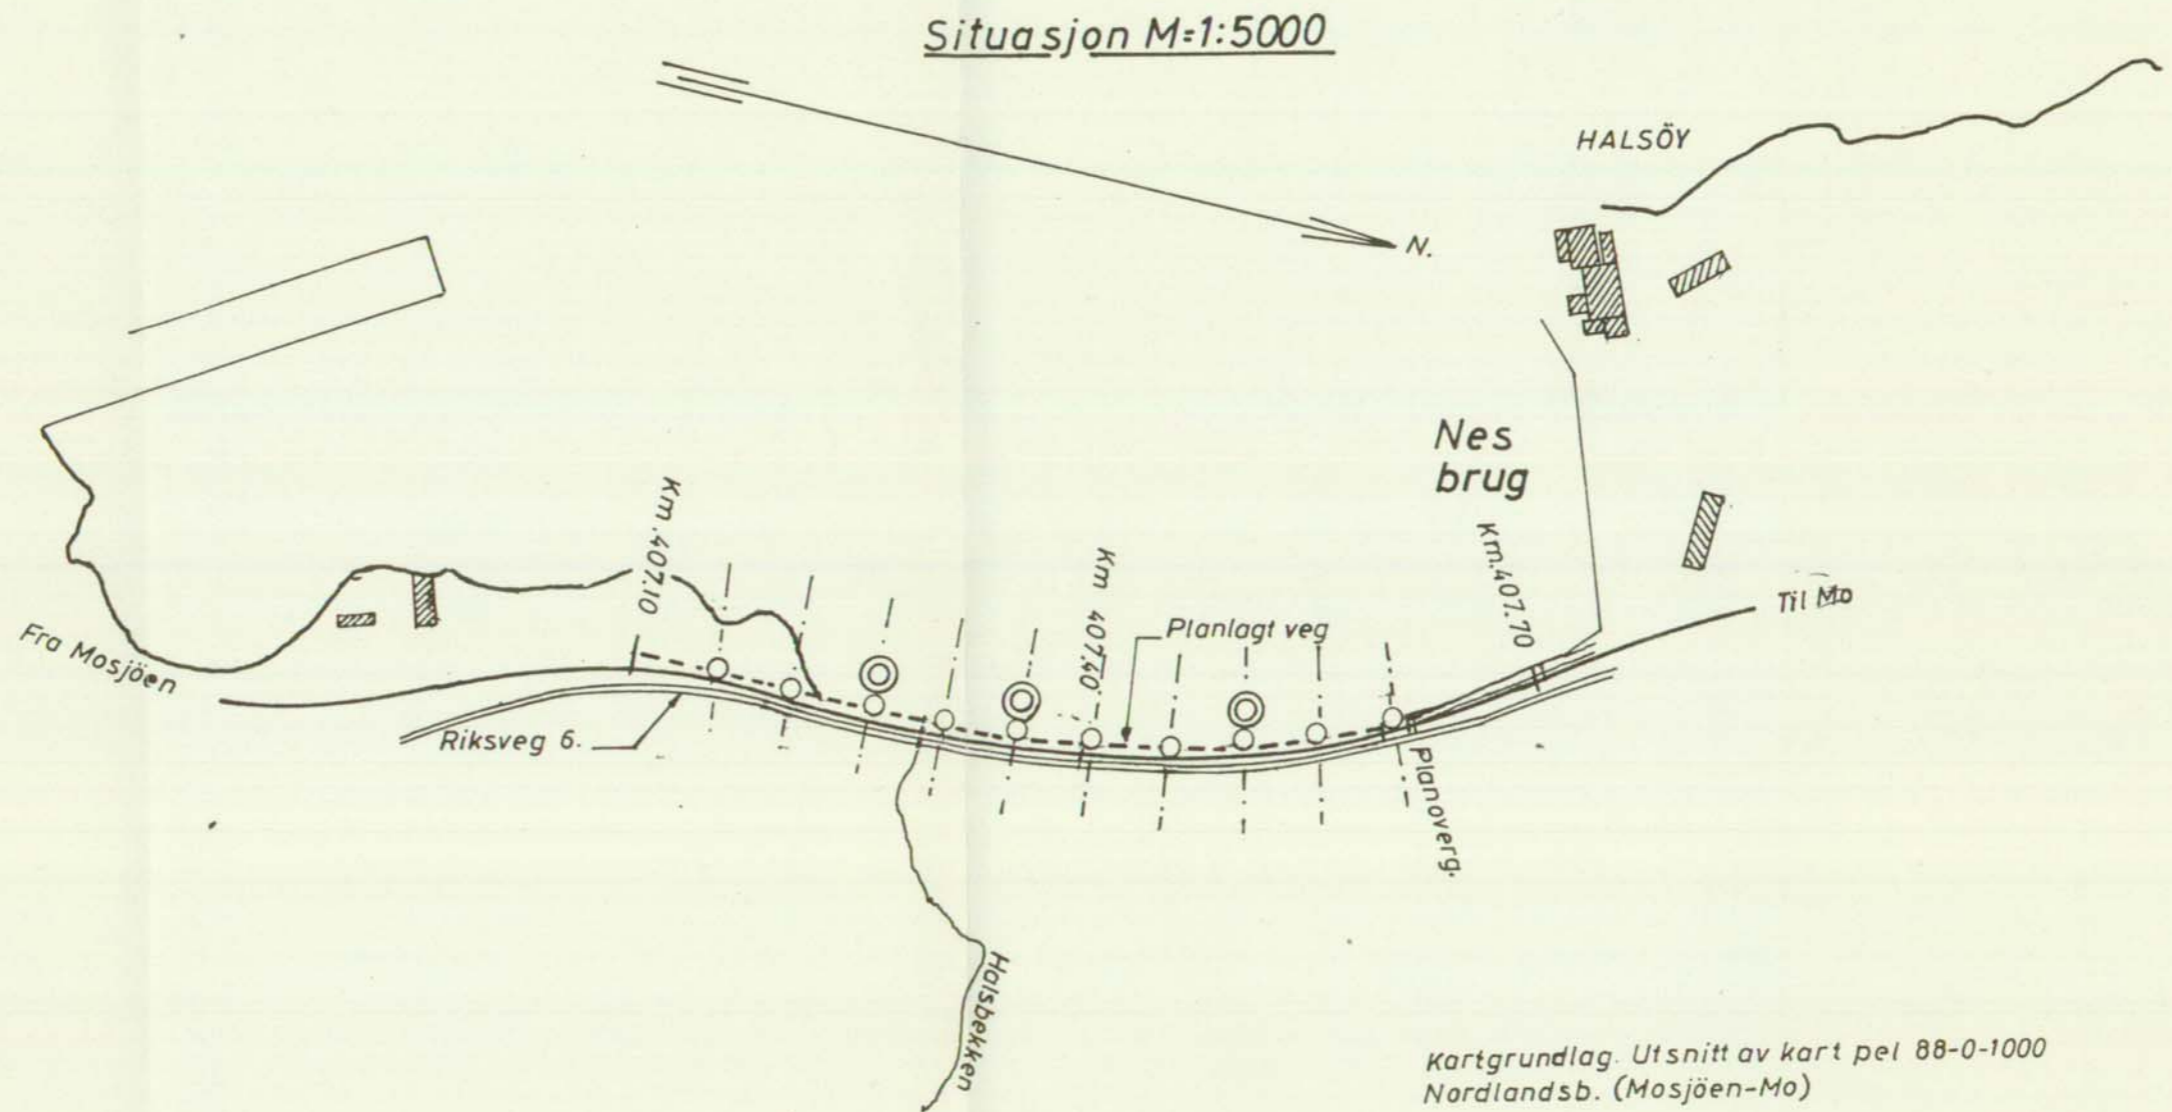 Situasjon M=1:5000
HALSÖY
N.
Nes
brug
Km.407.10
Km 407.40
Km.407.70
Planlagt veg
Til Mo
Fra Mosjöen
Riksveg 6.
Planoverg.
Halsbekken
Kartgrundlag. Utsnitt av kart pel 88-0-1000
Nordlandsb. (Mosjöen-Mo)